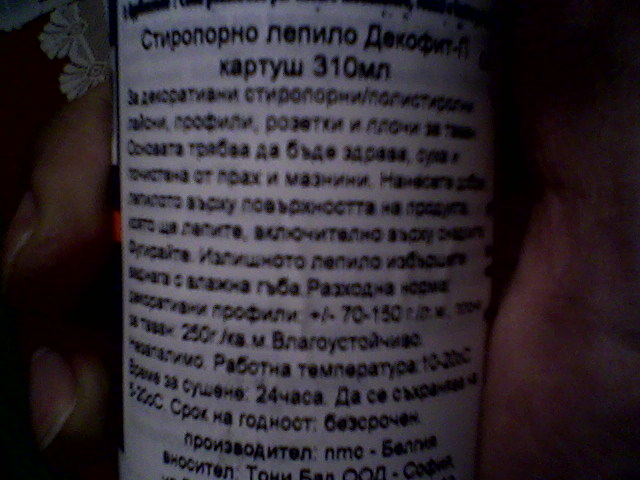 Стиропорно лепило Декофит-П
картуш 310мл
За декоративни стиропорни/полистиролни
лайсни, профили, розетки и плочи за таван.
Основата трябва да бъде здрава, суха и
почистена от прах и мазнини. Нанесете добре
лепилото върху повърхността на продукта,
който ще лепите, включително върху
Фугирайте. Излишното лепило избършете
веднага с влажна гъба. Разходна норма:
декоративни профили: +/- 70-150 г./л.м.,
за таван: 250г./кв.м. Влагоустойчиво.
Незапалимо. Работна температура:10-20оС.
Време за сушене: 24часа. Да се съхранява на
5-25оС. Срок на годност: безсрочен
производител: пmc - Белгия
вносител: Тони Бел ООД - София,